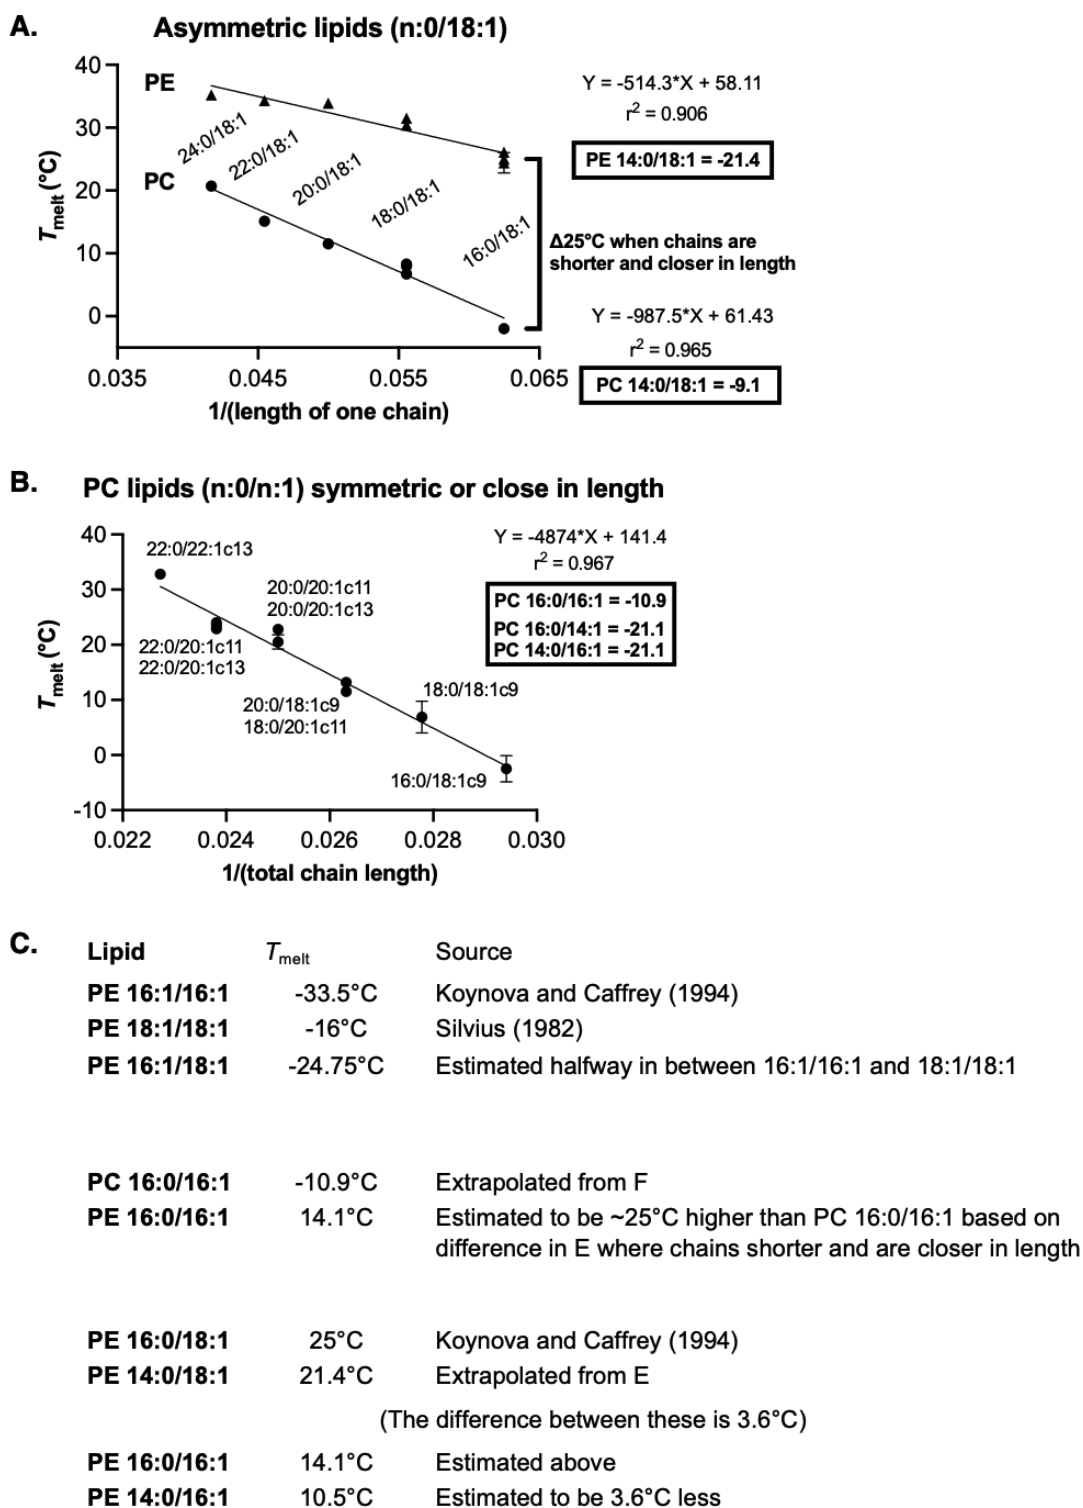 A.
Asymmetric lipids (n:0/18:1)
40
30
20
10
0
Tmelt (°C)
PE
PC
24:0/18:1
22:0/18:1
20:0/18:1
18:0/18:1
16:0/18:1
0.035
0.045
0.055
0.065
1/(length of one chain)
Y = -514.3*X + 58.11
r² = 0.906
PE 14:0/18:1 = -21.4
Δ25°C when chains are
shorter and closer in length
Y = -987.5*X + 61.43
r² = 0.965
PC 14:0/18:1 = -9.1
B.
PC lipids (n:0/n:1) symmetric or close in length
40
30
20
10
0
-10
Tmelt (°C)
22:0/22:1c13
20:0/20:1c11
20:0/20:1c13
22:0/20:1c11
22:0/20:1c13
18:0/18:1c9
20:0/18:1c9
18:0/20:1c11
16:0/18:1c9
0.022
0.024
0.026
0.028
0.030
1/(total chain length)
Y = -4874*X + 141.4
r² = 0.967
PC 16:0/16:1 = -10.9
PC 16:0/14:1 = -21.1
PC 14:0/16:1 = -21.1
C.
Lipid Tmelt Source
PE 16:1/16:1 -33.5°C Koynova and Caffrey (1994)
PE 18:1/18:1 -16°C Silvius (1982)
PE 16:1/18:1 -24.75°C Estimated halfway in between 16:1/16:1 and 18:1/18:1
PC 16:0/16:1 -10.9°C Extrapolated from F
PE 16:0/16:1 14.1°C Estimated to be ~25°C higher than PC 16:0/16:1 based on
difference in E where chains shorter and are closer in length
PE 16:0/18:1 25°C Koynova and Caffrey (1994)
PE 14:0/18:1 21.4°C Extrapolated from E
(The difference between these is 3.6°C)
PE 16:0/16:1 14.1°C Estimated above
PE 14:0/16:1 10.5°C Estimated to be 3.6°C less